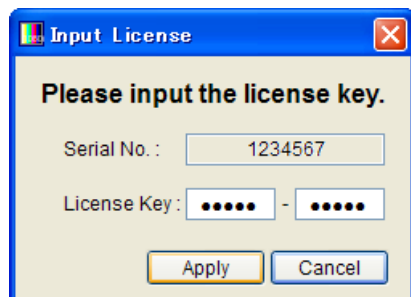 Input License
Please input the license key.
Serial No. : 1234567
License Key : ●●●●● - ●●●●●
Apply Cancel